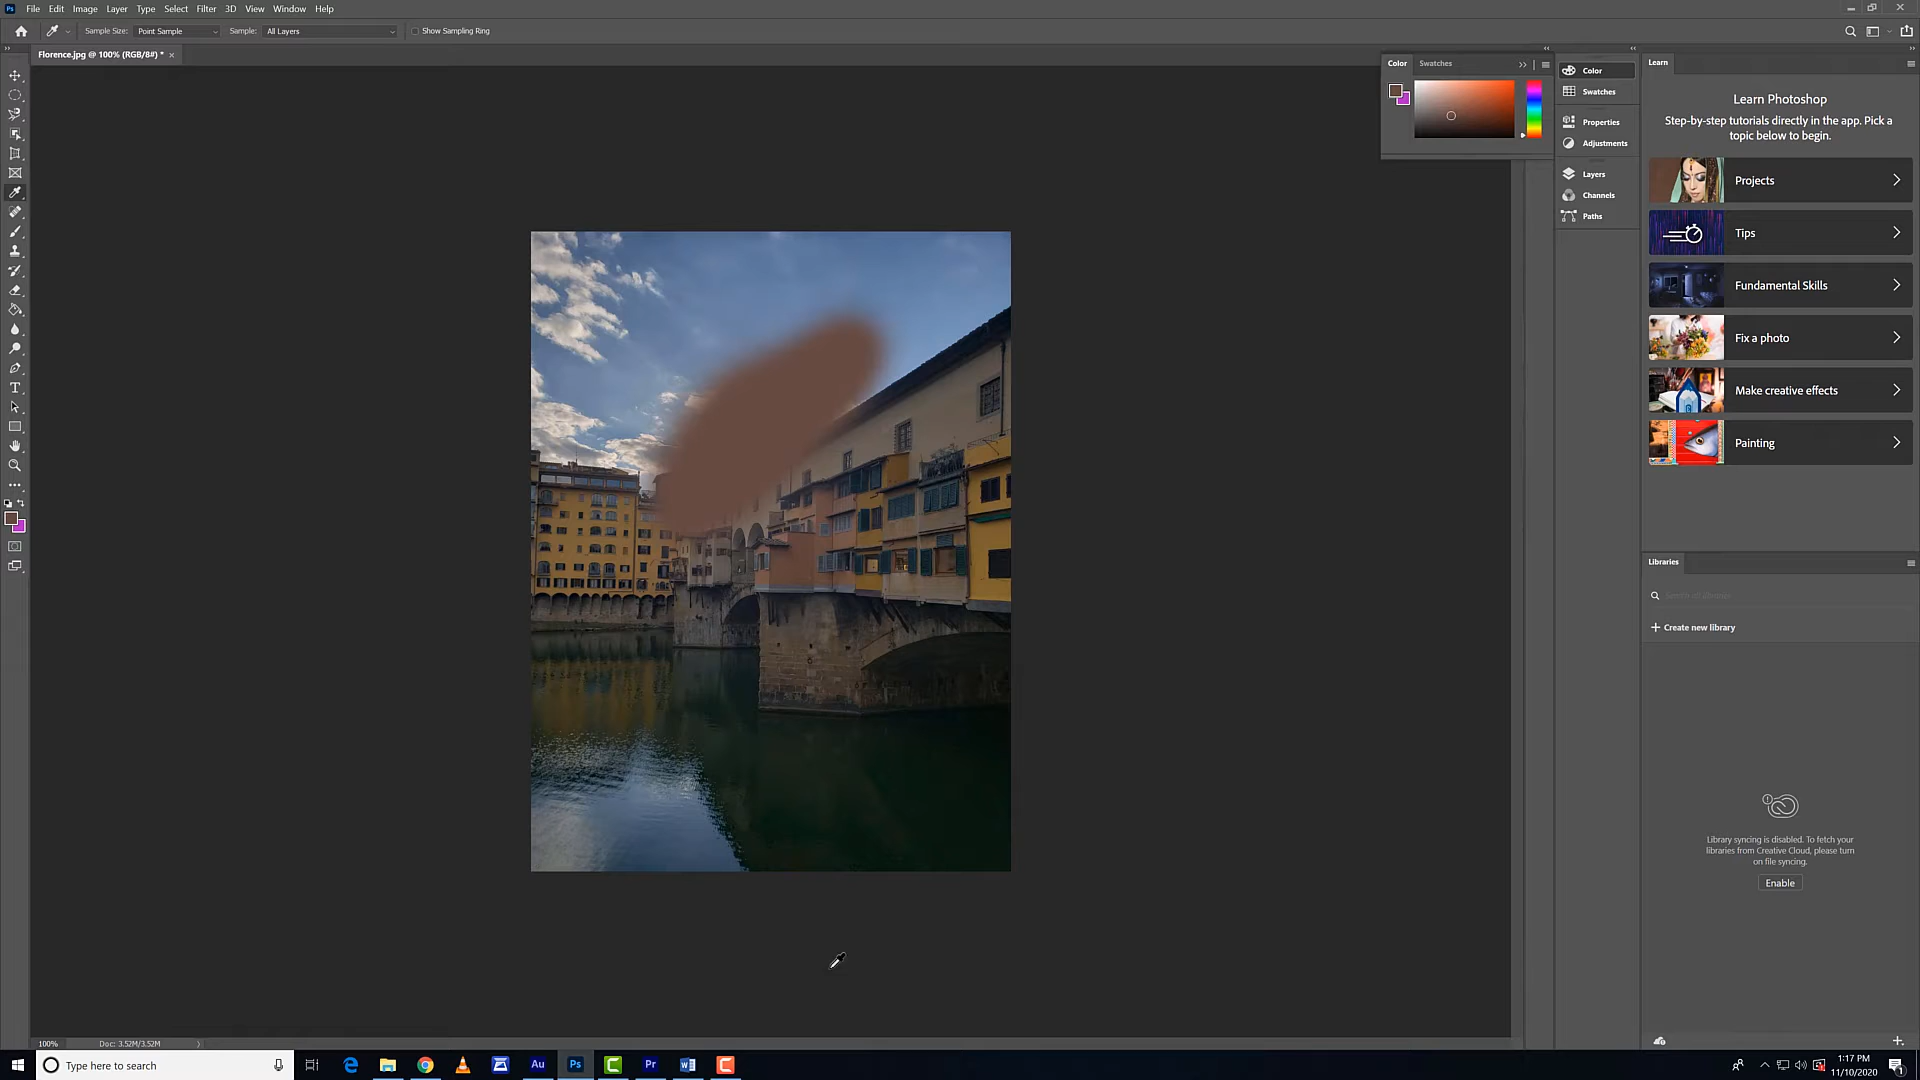 Ps File Edit Image Layer Type Select Filter 3D View Window Help
Sample Size: Point Sample Sample: All Layers Show Sampling Ring
Florence.jpg @ 100% (RGB/8#) * ×
Color Swatches
Color
Swatches
Properties
Adjustments
Layers
Channels
Paths
Learn
Learn Photoshop
Step-by-step tutorials directly in the app. Pick a
topic below to begin.
Projects
Tips
Fundamental Skills
Fix a photo
Make creative effects
Painting
Libraries
+ Create new library
Library syncing is disabled. To fetch your
libraries from Creative Cloud, please turn
on file syncing.
Enable
100% Doc: 3.52M/3.52M
Type here to search
Au Ps Pr
1:17 PM
11/10/2020